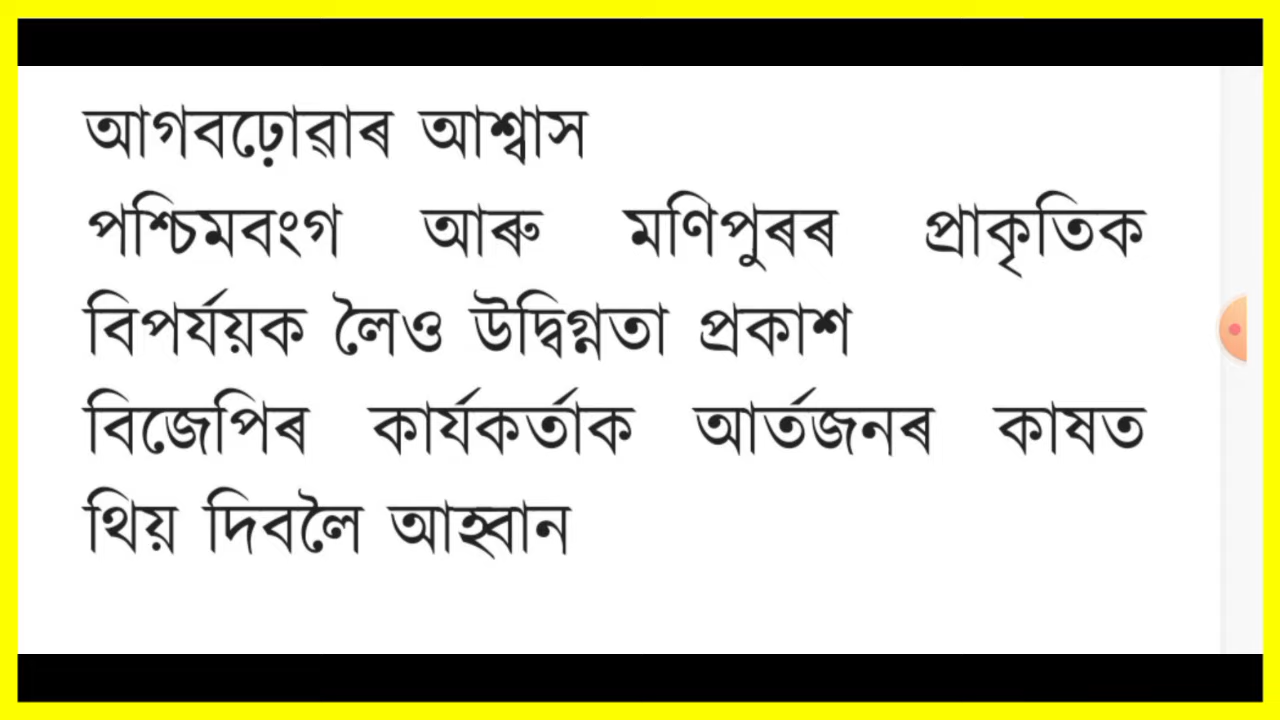 আগবঢ়োৱাৰ আশ্বাস
পশ্চিমবংগ আৰু মণিপুৰৰ প্ৰাকৃতিক
বিপৰ্যয়ক লৈও উদ্বিগ্নতা প্ৰকাশ
বিজেপিৰ কাৰ্যকৰ্তাক আৰ্তজনৰ কাষত
থিয় দিবলৈ আহ্বান